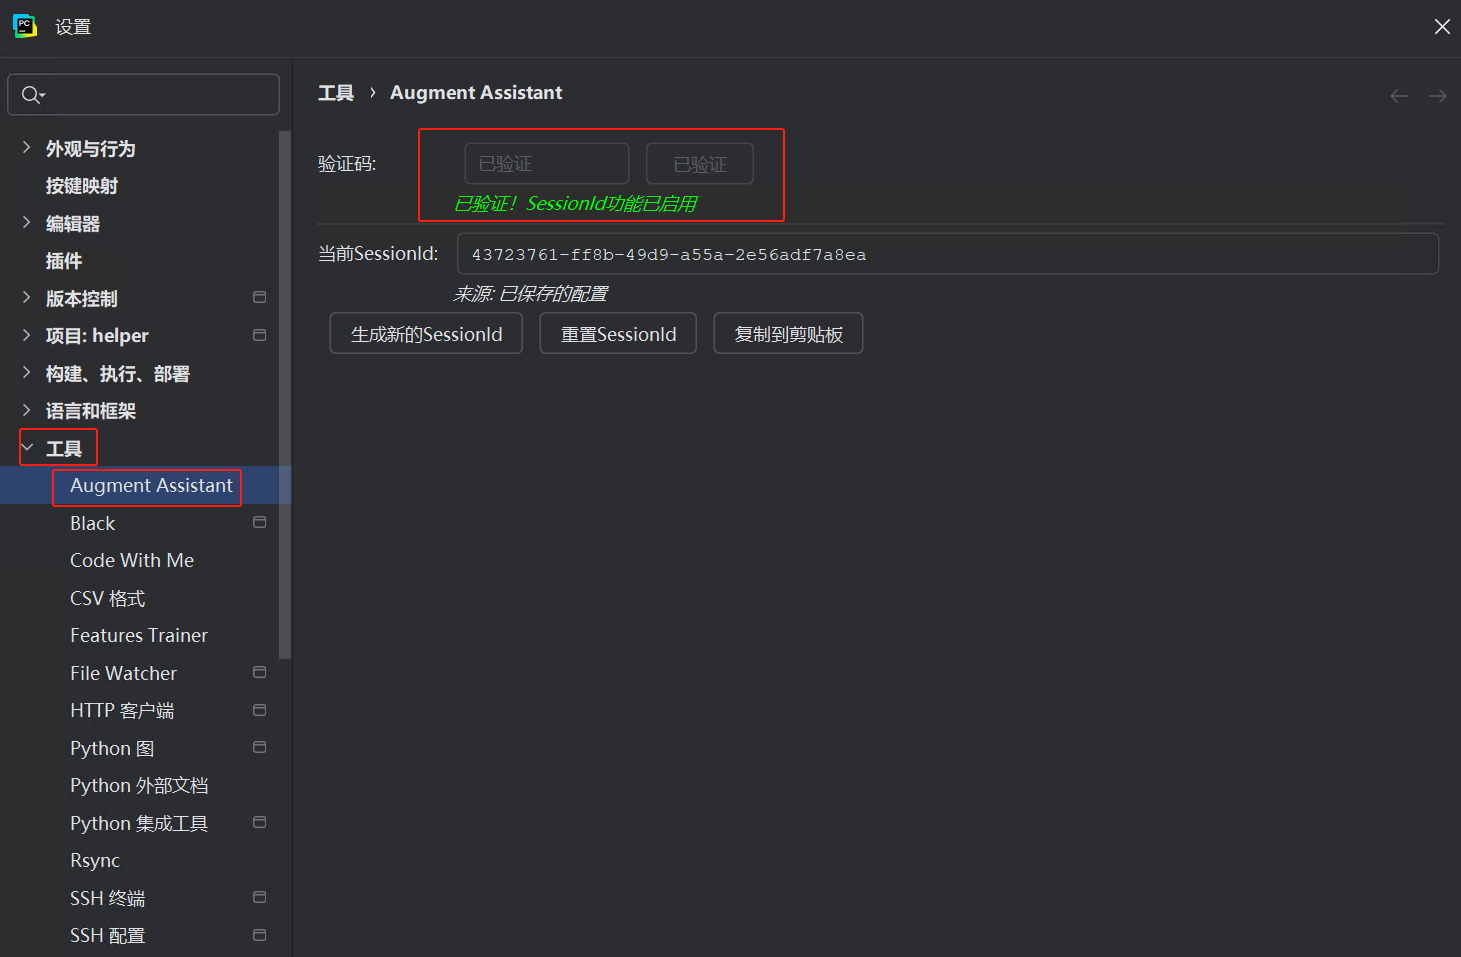 PC
设置
外观与行为
按键映射
编辑器
插件
版本控制
项目: helper
构建、执行、部署
语言和框架
工具
Augment Assistant
Black
Code With Me
CSV 格式
Features Trainer
File Watcher
HTTP 客户端
Python 图
Python 外部文档
Python 集成工具
Rsync
SSH 终端
SSH 配置
工具 › Augment Assistant
验证码: 已验证 已验证
已验证！SessionId功能已启用
当前SessionId: 43723761-ff8b-49d9-a55a-2e56adf7a8ea
来源: 已保存的配置
生成新的SessionId 重置SessionId 复制到剪贴板